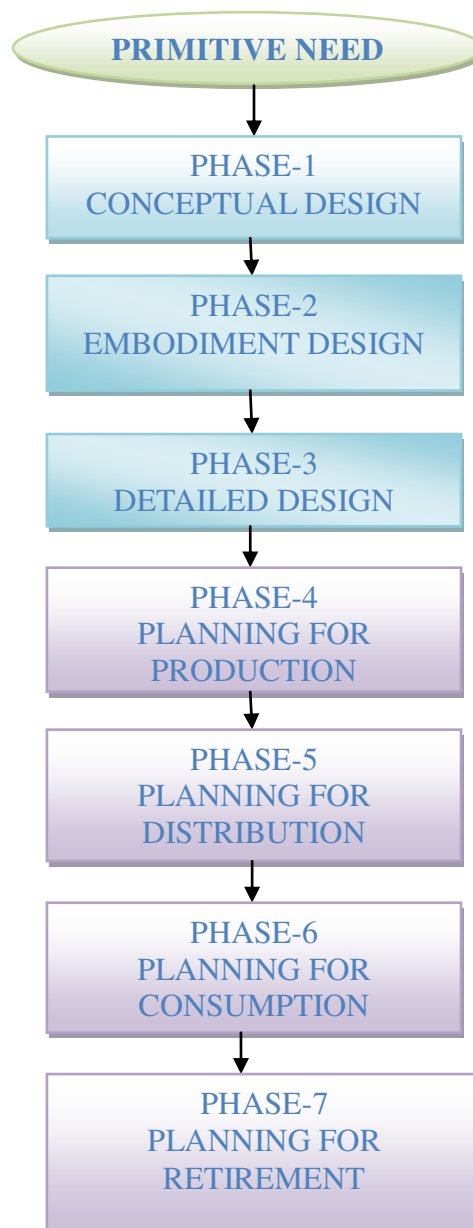 PRIMITIVE NEED
PHASE-1
CONCEPTUAL DESIGN
PHASE-2
EMBODIMENT DESIGN
PHASE-3
DETAILED DESIGN
PHASE-4
PLANNING FOR
PRODUCTION
PHASE-5
PLANNING FOR
DISTRIBUTION
PHASE-6
PLANNING FOR
CONSUMPTION
PHASE-7
PLANNING FOR
RETIREMENT